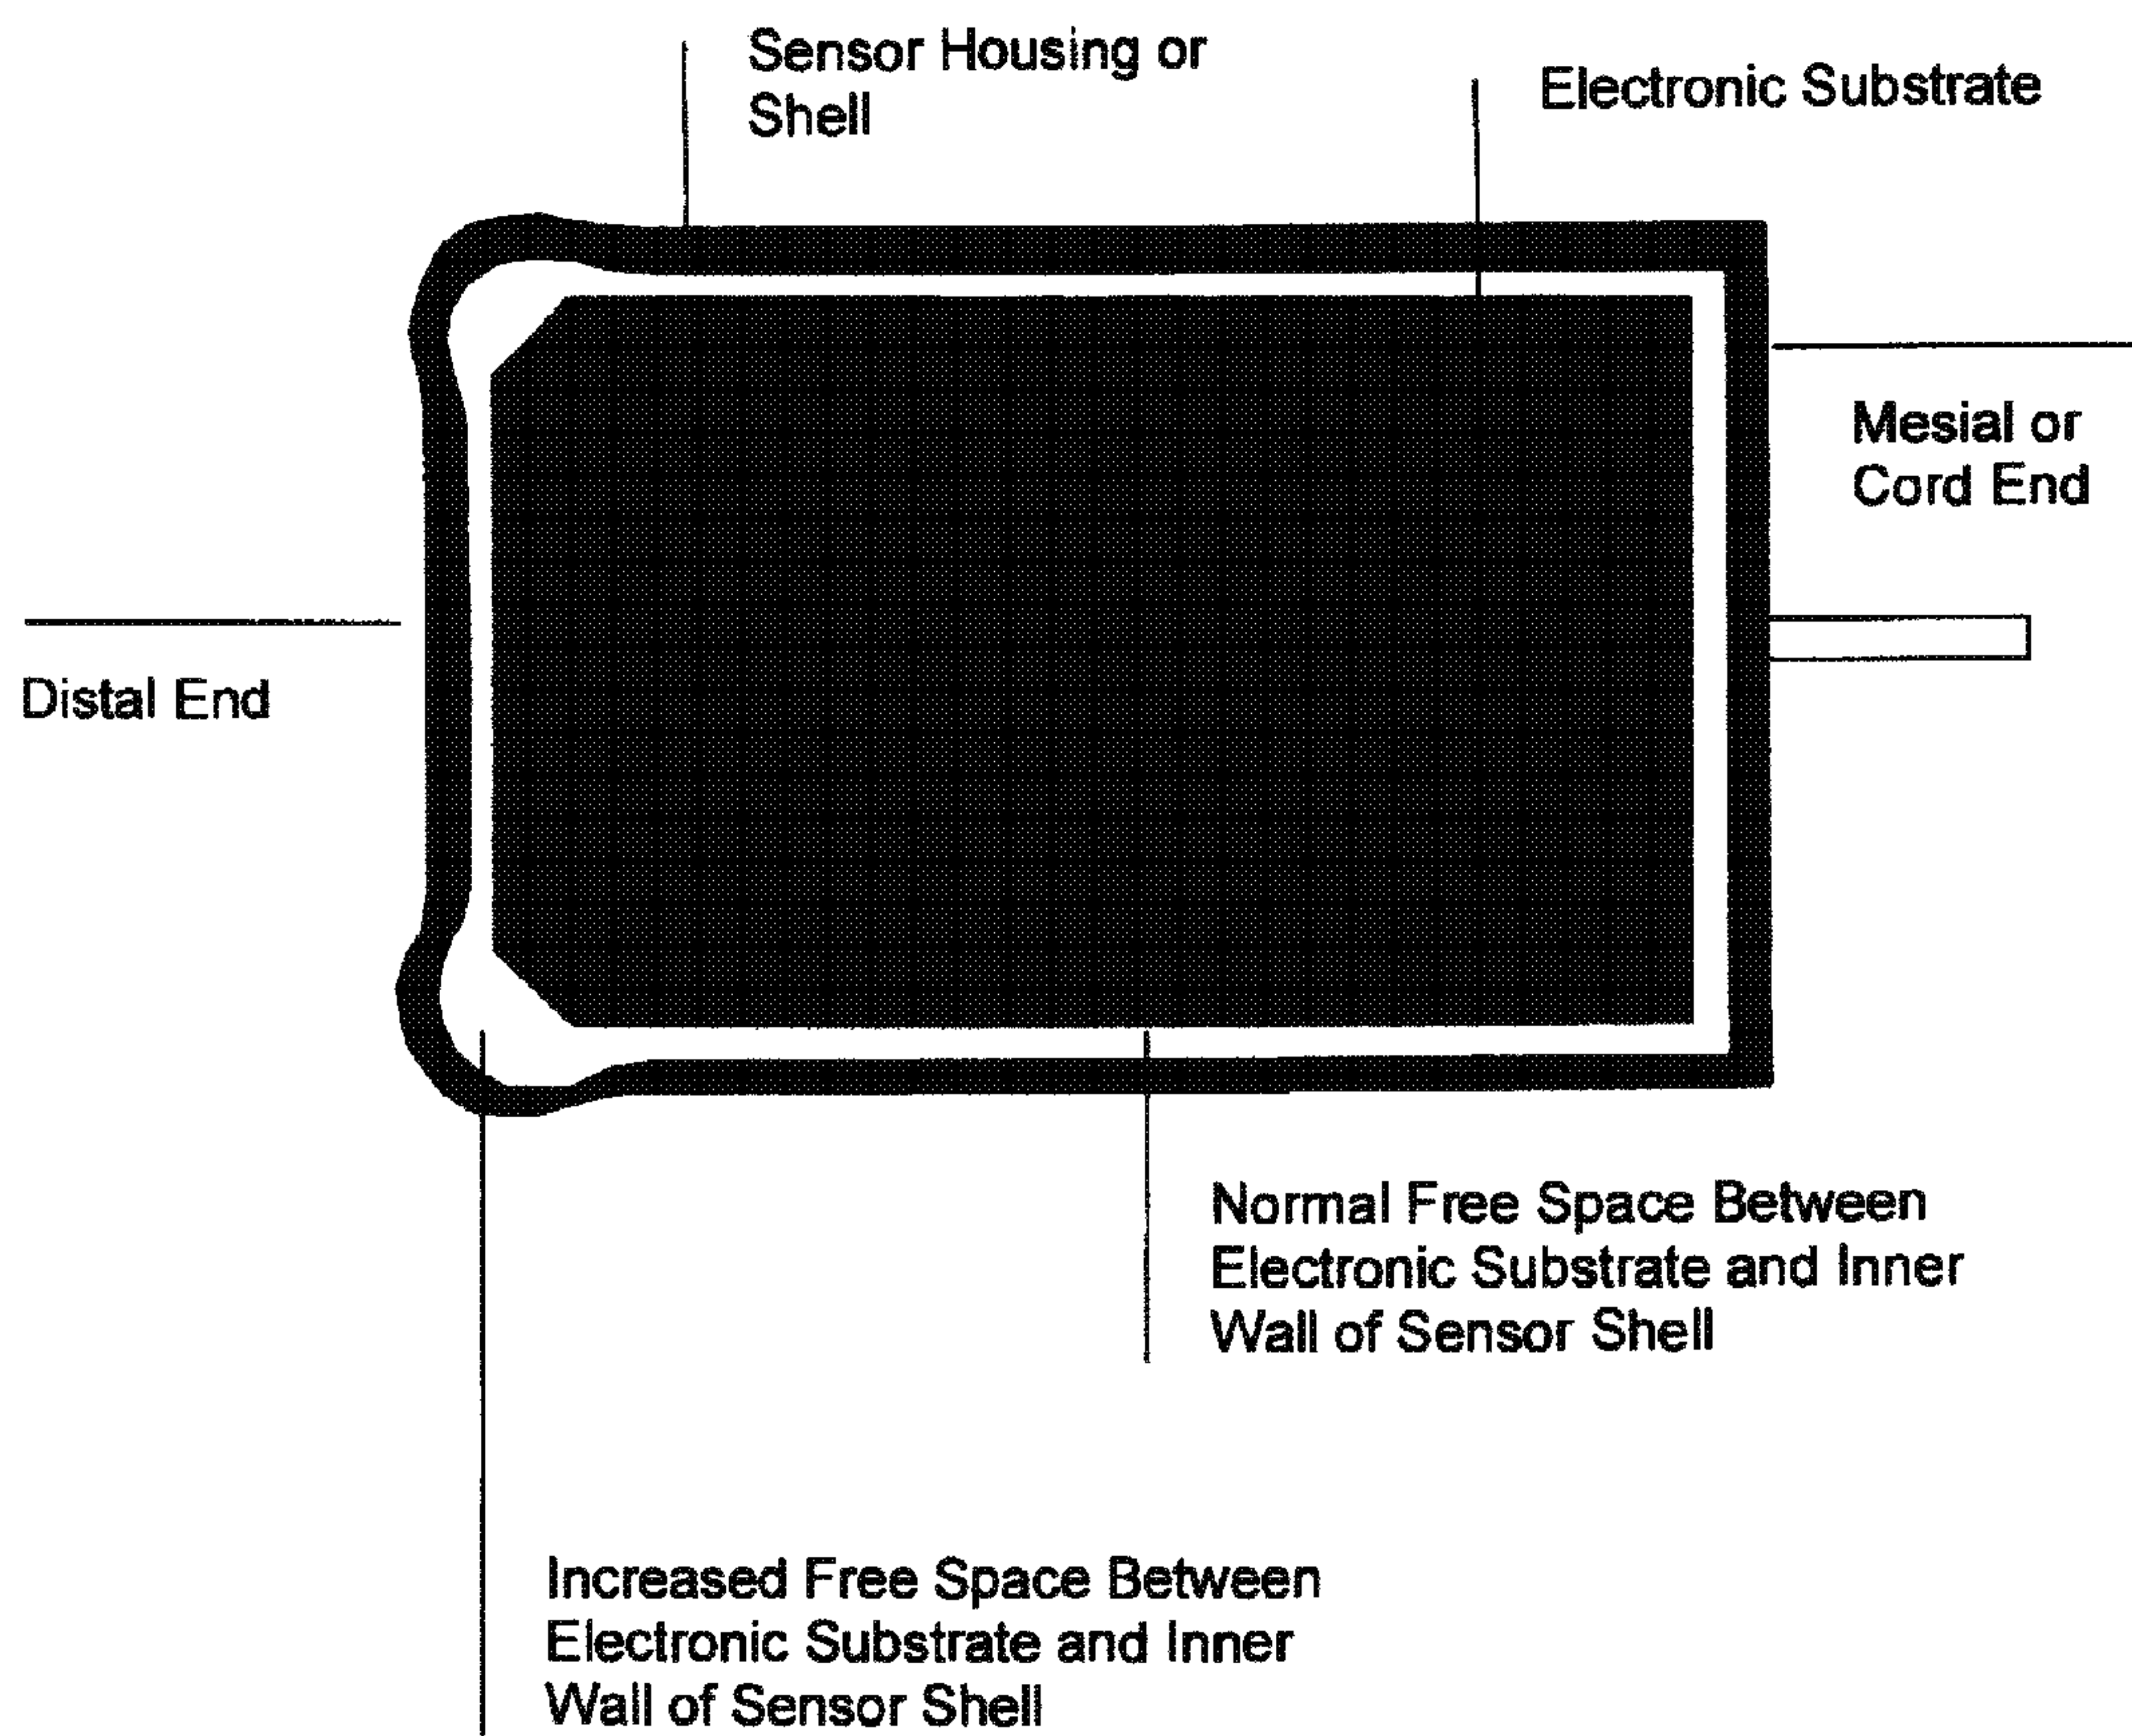 Sensor Housing or
Shell
Electronic Substrate
Mesial or
Cord End
Distal End
Normal Free Space Between
Electronic Substrate and Inner
Wall of Sensor Shell
Increased Free Space Between
Electronic Substrate and Inner
Wall of Sensor Shell